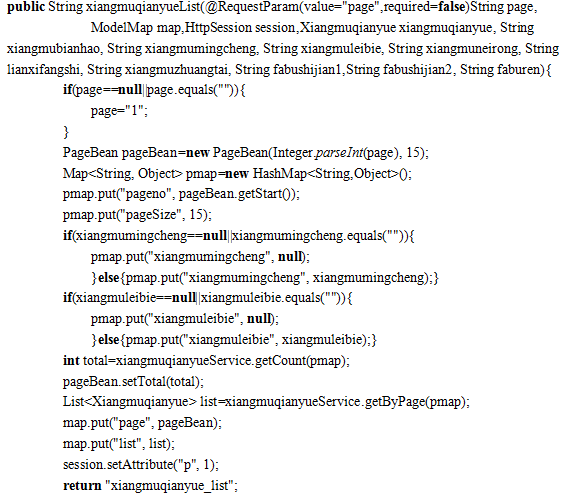 public String xiangmuqianyueList(@RequestParam(value="page",required=false)String page,
ModelMap map,HttpSession session,Xiangmuqianyue xiangmuqianyue, String
xiangmubianhao, String xiangmumingcheng, String xiangmuleibie, String xiangmuneirong, String
lianxifangshi, String xiangmuzhuangtai, String fabushijian1,String fabushijian2, String faburen){
if(page==null||page.equals("")){
page="1";
}
PageBean pageBean=new PageBean(Integer.parseInt(page), 15);
Map<String, Object> pmap=new HashMap<String,Object>();
pmap.put("pageno", pageBean.getStart());
pmap.put("pageSize", 15);
if(xiangmumingcheng==null||xiangmumingcheng.equals("")){
pmap.put("xiangmumingcheng", null);
}else{pmap.put("xiangmumingcheng", xiangmumingcheng);}
if(xiangmuleibie==null||xiangmuleibie.equals("")){
pmap.put("xiangmuleibie", null);
}else{pmap.put("xiangmuleibie", xiangmuleibie);}
int total=xiangmuqianyueService.getCount(pmap);
pageBean.setTotal(total);
List<Xiangmuqianyue> list=xiangmuqianyueService.getByPage(pmap);
map.put("page", pageBean);
map.put("list", list);
session.setAttribute("p", 1);
return "xiangmuqianyue_list";